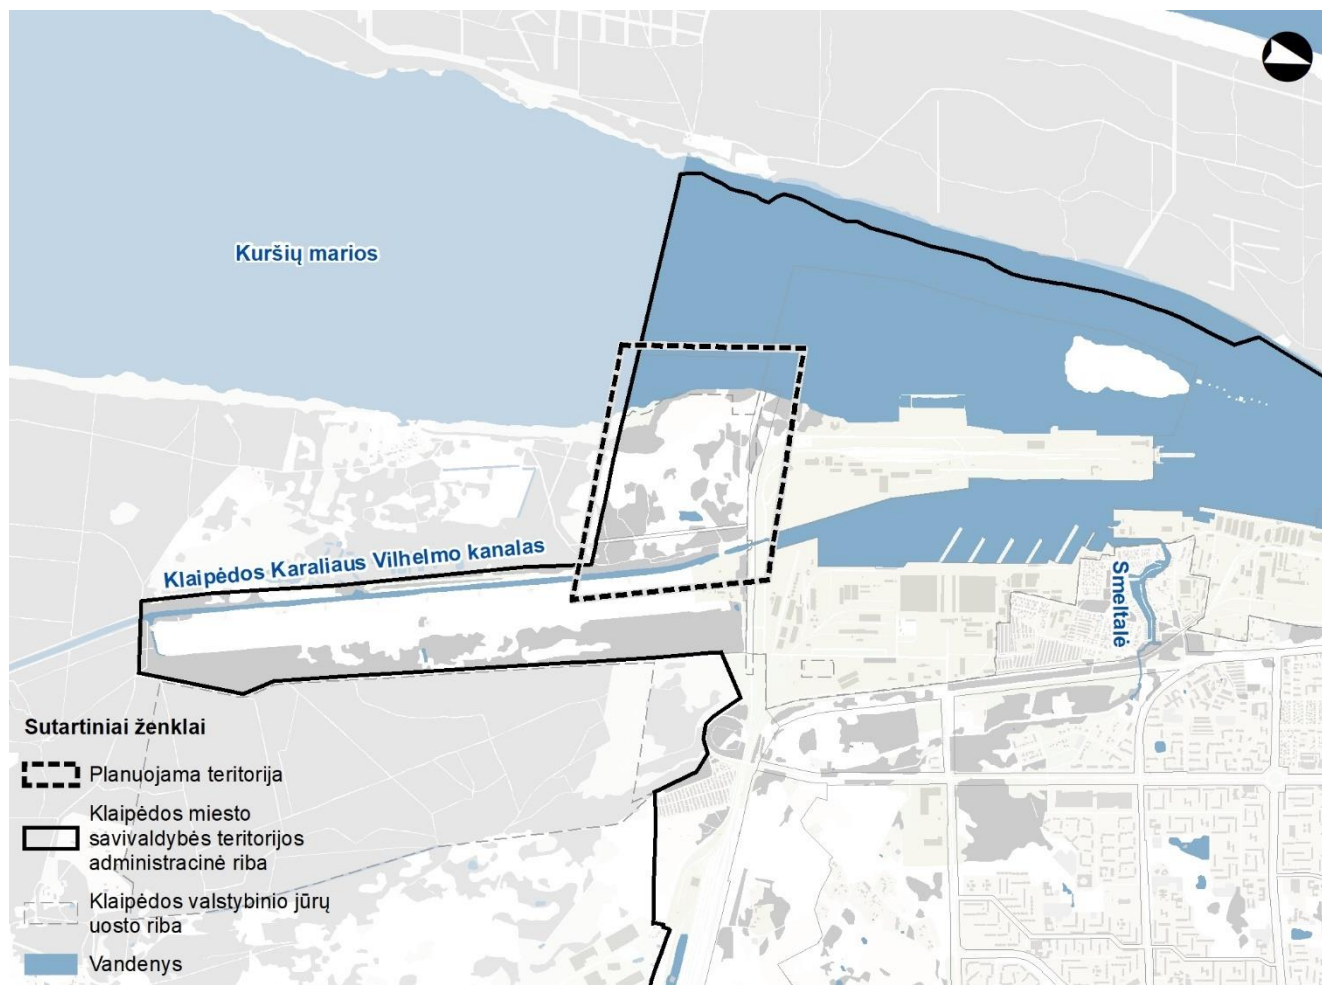 Kuršių marios
Klaipėdos Karaliaus Vilhelmo kanalas
Smeltalė
Sutartiniai ženklai
Planuojama teritorija
Klaipėdos miesto
savivaldybės teritorijos
administracinė riba
Klaipėdos valstybinio jūrų
uosto riba
Vandenys